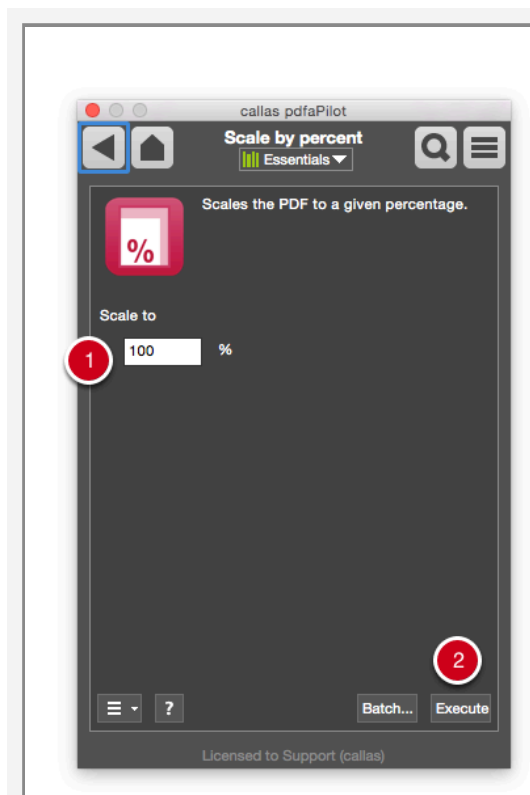 callas pdfaPilot
Scale by percent
Essentials
Scales the PDF to a given percentage.
%
Scale to
1
100 %
2
?
Batch...
Execute
Licensed to Support (callas)